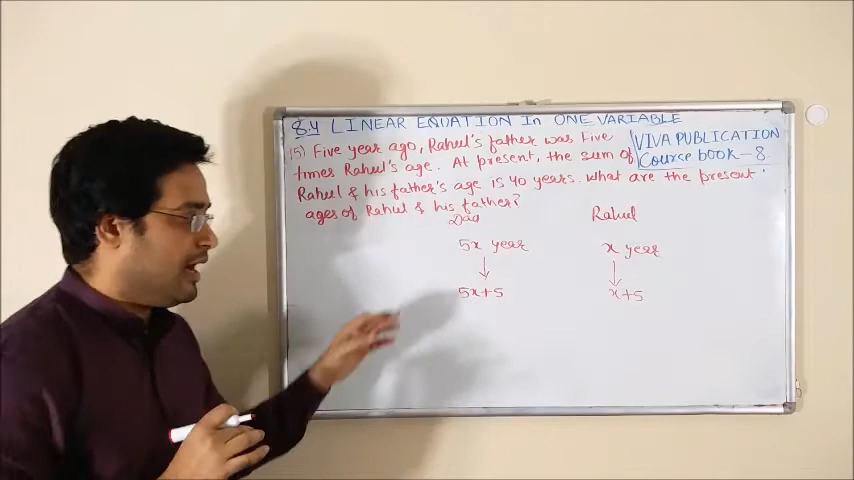 8.4 LINEAR EQUATION In ONE VARIABLE
15) Five year ago, Rahul's father was Five
times Rahul's age. At present, the sum of
Rahul & his father's age is 40 years. What are the present
ages of Rahul & his father?
VIVA PUBLICATION
Course book - 8
Dad Rahul
5x year x year
5x+5 x+5